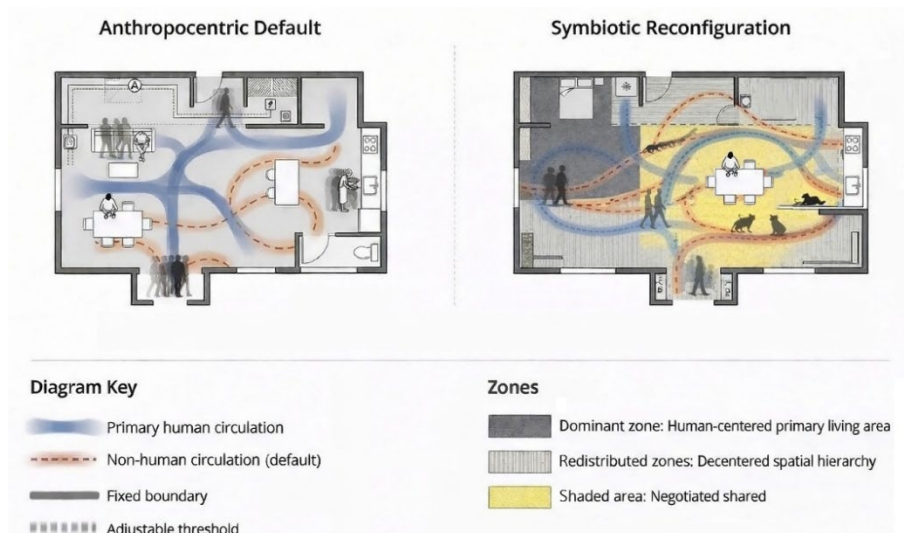 Anthropocentric Default
Symbiotic Reconfiguration
A
Diagram Key
Primary human circulation
Non-human circulation (default)
Fixed boundary
Adjustable threshold
Zones
Dominant zone: Human-centered primary living area
Redistributed zones: Decentered spatial hierarchy
Shaded area: Negotiated shared